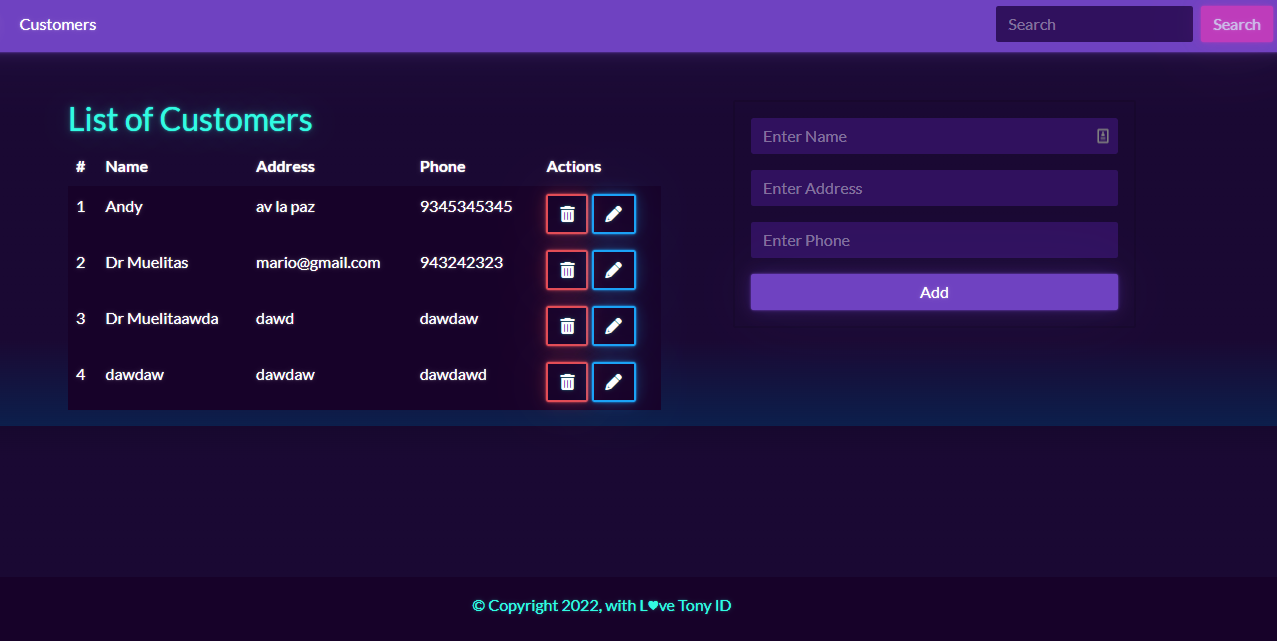 Customers Search Search
List of Customers
Enter Name
# Name Address Phone Actions
Enter Address
1 Andy av la paz 9345345345
Enter Phone
2 Dr Muelitas mario@gmail.com 943242323
Add
3 Dr Muelitaawda dawd dawdaw
4 dawdaw dawdaw dawdawd
© Copyright 2022, with L♥ve Tony ID